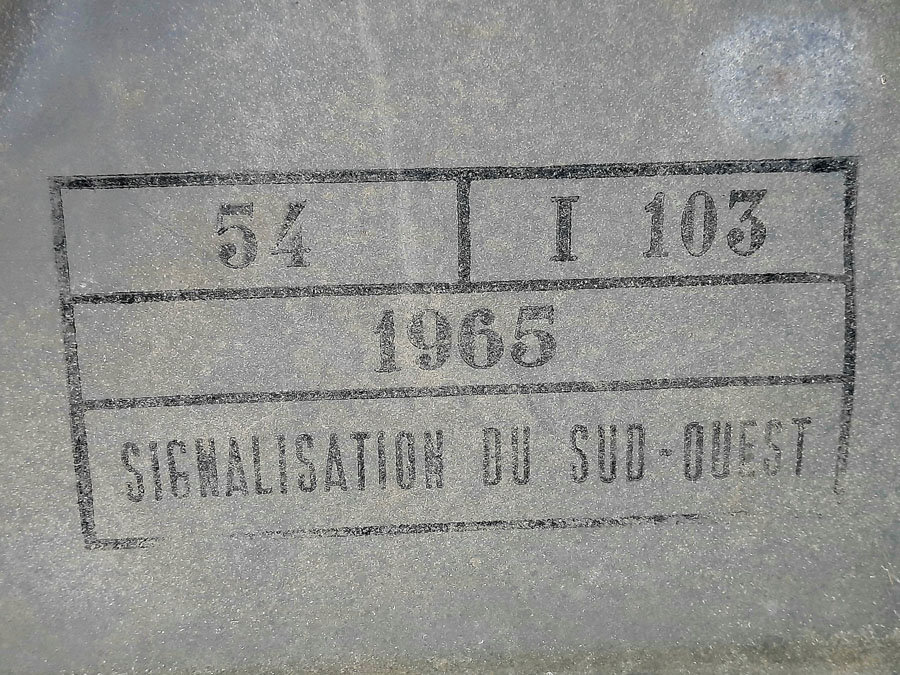 54 I 103
1965
SIGNALISATION DU SUD-OUEST